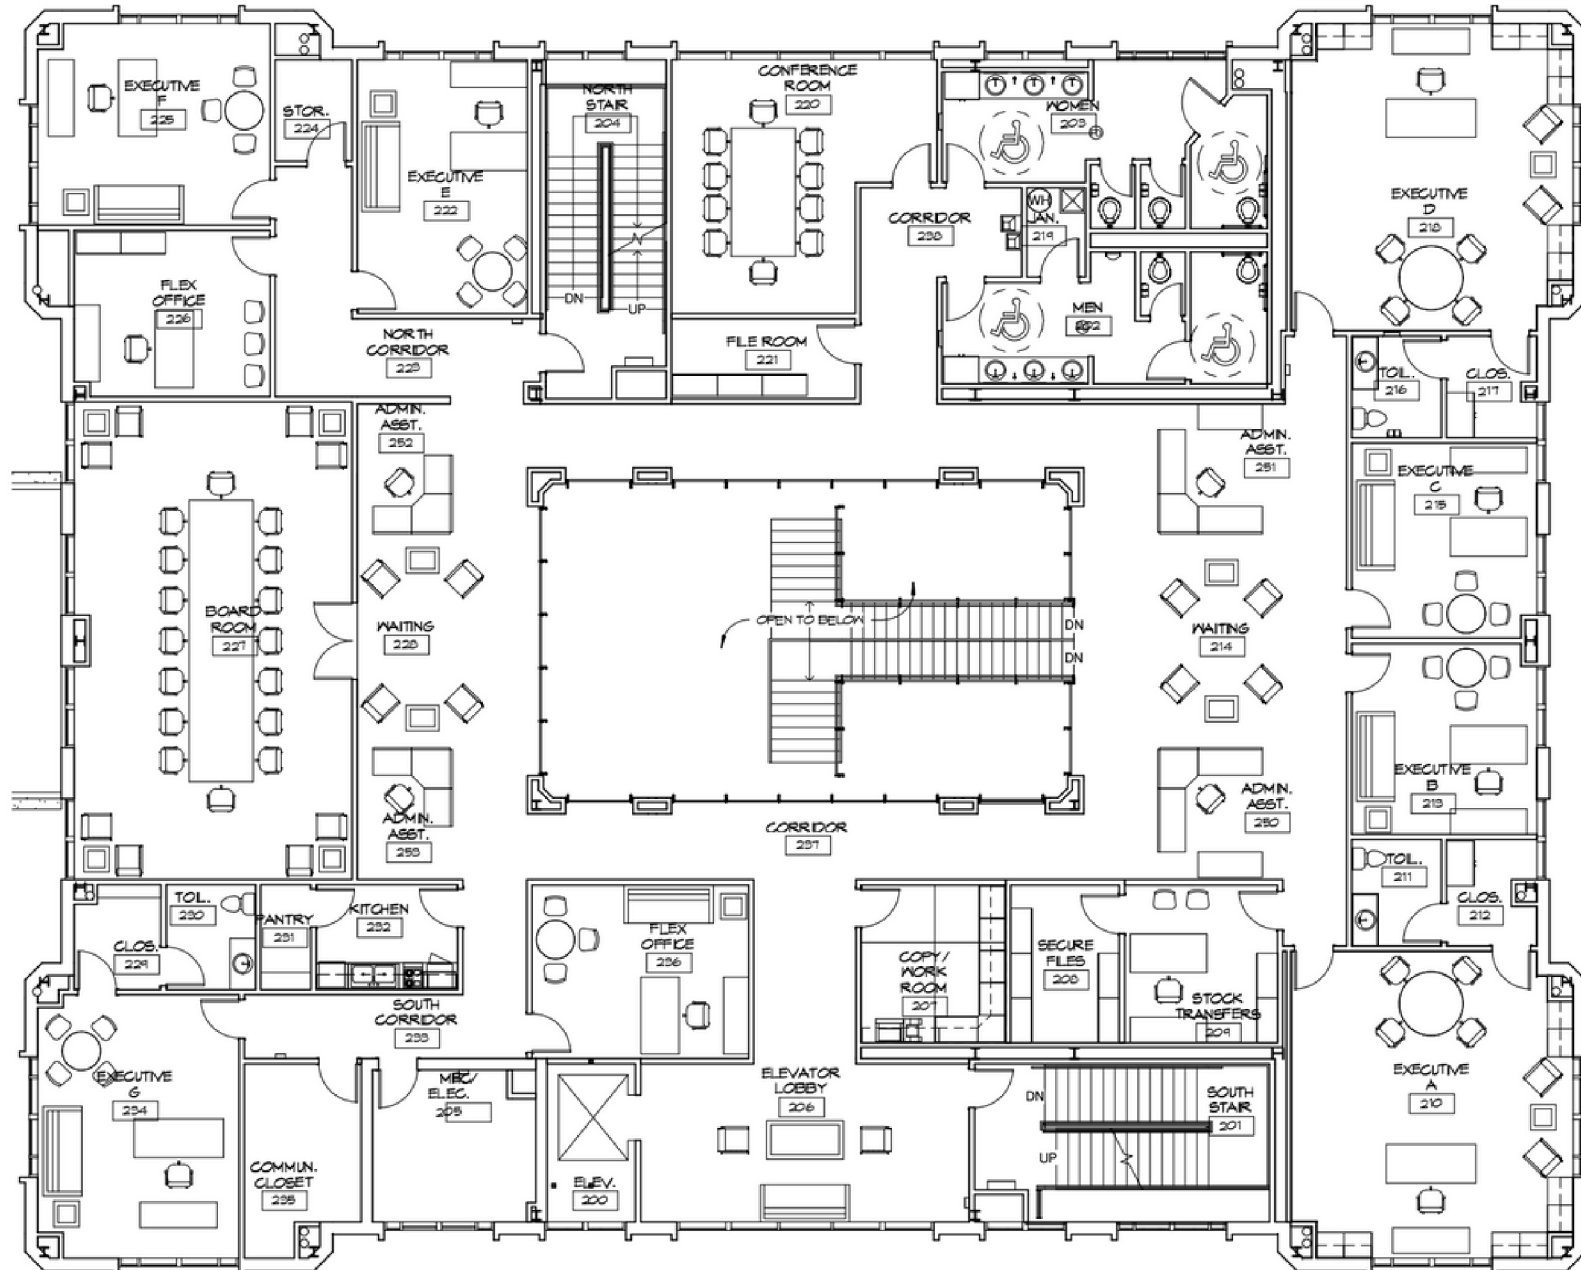 EXECUTIVE
F
225
STOR.
224
EXECUTIVE
E
222
NORTH
STAIR
204
DN
UP
CONFERENCE
ROOM
220
WOMEN
203
EXECUTIVE
D
218
CORRIDOR
238
WH
JAN.
219
FLEX
OFFICE
226
NORTH
CORRIDOR
223
FILE ROOM
221
MEN
202
TOIL.
216
CLOS.
217
ADMIN.
ASST.
252
ADMIN.
ASST.
251
EXECUTIVE
C
215
BOARD
ROOM
227
WAITING
228
OPEN TO BELOW
DN
DN
WAITING
214
EXECUTIVE
B
213
ADMIN.
ASST.
253
CORRIDOR
237
ADMIN.
ASST.
250
TOIL.
211
CLOS.
212
CLOS.
229
TOIL.
230
PANTRY
231
KITCHEN
232
FLEX
OFFICE
236
COPY/
WORK
ROOM
207
SECURE
FILES
208
STOCK
TRANSFERS
209
SOUTH
CORRIDOR
233
EXECUTIVE
G
234
COMMUN.
CLOSET
235
MEC/
ELEC.
205
ELEV.
200
ELEVATOR
LOBBY
206
DN
UP
SOUTH
STAIR
201
EXECUTIVE
A
210